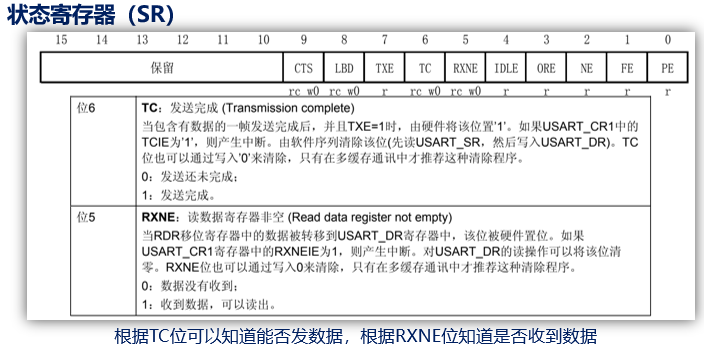 状态寄存器（SR）
15 14 13 12 11 10 9 8 7 6 5 4 3 2 1 0
保留 CTS LBD TXE TC RXNE IDLE ORE NE FE PE
rc w0 rc w0 r rc w0 rc w0 r r r r r
位6 TC：发送完成 (Transmission complete)
当包含有数据的一帧发送完成后，并且TXE=1时，由硬件将该位置'1'。如果USART_CR1中的
TCIE为'1'，则产生中断。由软件序列清除该位(先读USART_SR，然后写入USART_DR)。TC
位也可以通过写入'0'来清除，只有在多缓存通讯中才推荐这种清除程序。
0：发送还未完成；
1：发送完成。
位5 RXNE：读数据寄存器非空 (Read data register not empty)
当RDR移位寄存器中的数据被转移到USART_DR寄存器中，该位被硬件置位。如果
USART_CR1寄存器中的RXNEIE为1，则产生中断。对USART_DR的读操作可以将该位清
零。RXNE位也可以通过写入0来清除，只有在多缓存通讯中才推荐这种清除程序。
0：数据没有收到；
1：收到数据，可以读出。
根据TC位可以知道能否发数据，根据RXNE位知道是否收到数据